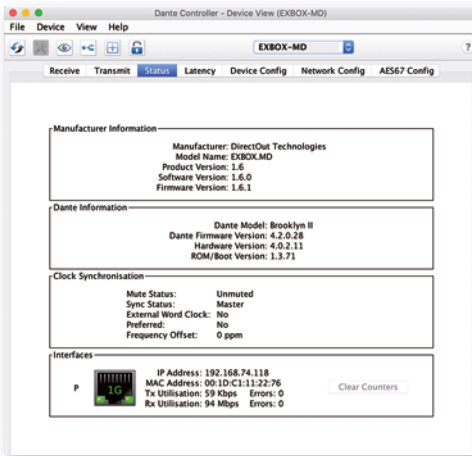 Dante Controller - Device View (EXBOX-MD)
File Device View Help
EXBOX-MD
?
Receive Transmit Status Latency Device Config Network Config AES67 Config
Manufacturer Information
Manufacturer: DirectOut Technologies
Model Name: EXBOX.MD
Product Version: 1.6
Software Version: 1.6.0
Firmware Version: 1.6.1
Dante Information
Dante Model: Brooklyn II
Dante Firmware Version: 4.2.0.28
Hardware Version: 4.0.2.11
ROM/Boot Version: 1.3.71
Clock Synchronisation
Mute Status: Unmuted
Sync Status: Master
External Word Clock: No
Preferred: No
Frequency Offset: 0 ppm
Interfaces
P 1G
IP Address: 192.168.74.118
MAC Address: 00:1D:C1:11:22:76
Tx Utilisation: 59 Kbps Errors: 0
Rx Utilisation: 94 Mbps Errors: 0
Clear Counters